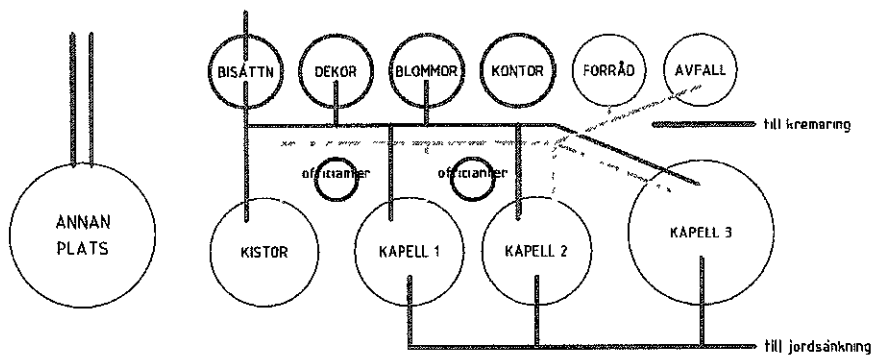 BISÄTTN
DEKOR
BLOMMOR
KONTOR
FÖRRÅD
AVFALL
till kremering
officianter
officianter
ANNAN
PLATS
KISTOR
KAPELL 1
KAPELL 2
KAPELL 3
till jordsänkning